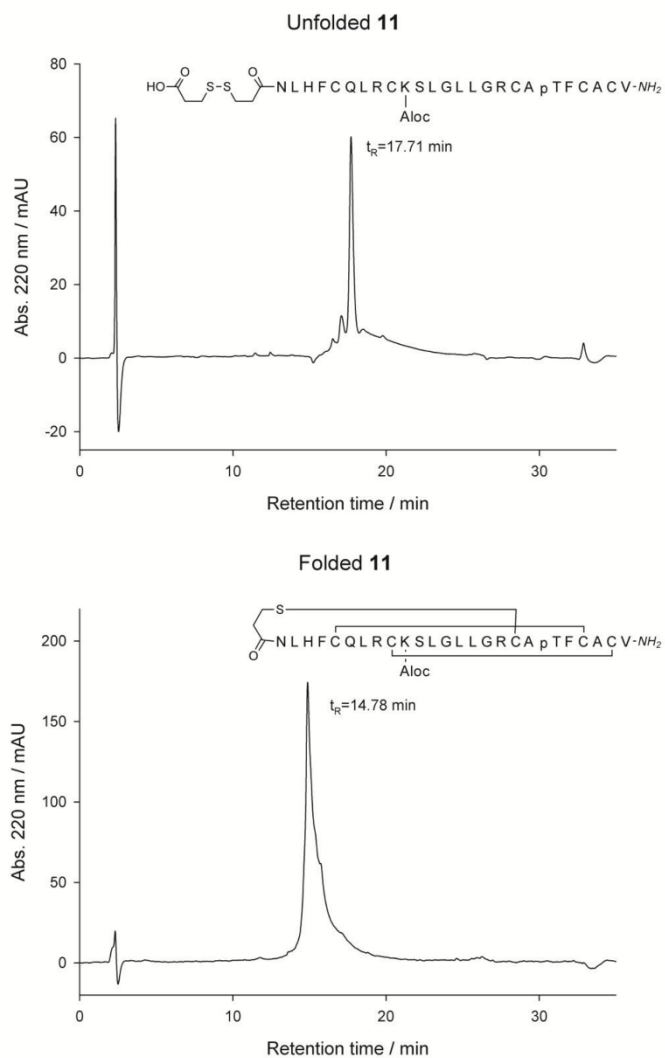 Unfolded 11
80
60
40
20
0
-20
Abs. 220 nm / mAU
O
HO
S-S
O
N L H F C Q L R C K S L G L L G R C A p T F C A C V-NH2
Aloc
tR=17.71 min
0 10 20 30
Retention time / min
Folded 11
200
150
100
50
0
Abs. 220 nm / mAU
S
O
N L H F C Q L R C K S L G L L G R C A p T F C A C V-NH2
Aloc
tR=14.78 min
0 10 20 30
Retention time / min